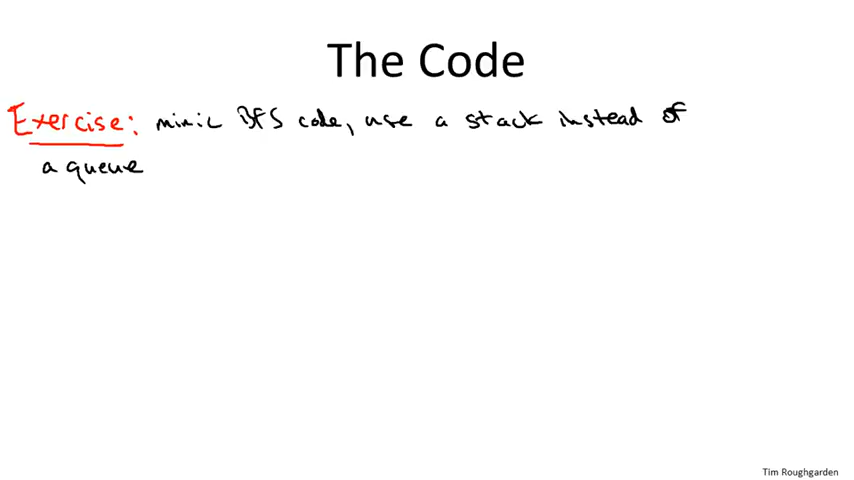 The Code
Exercise: mimic BFS code, use a stack instead of
a queue
Tim Roughgarden